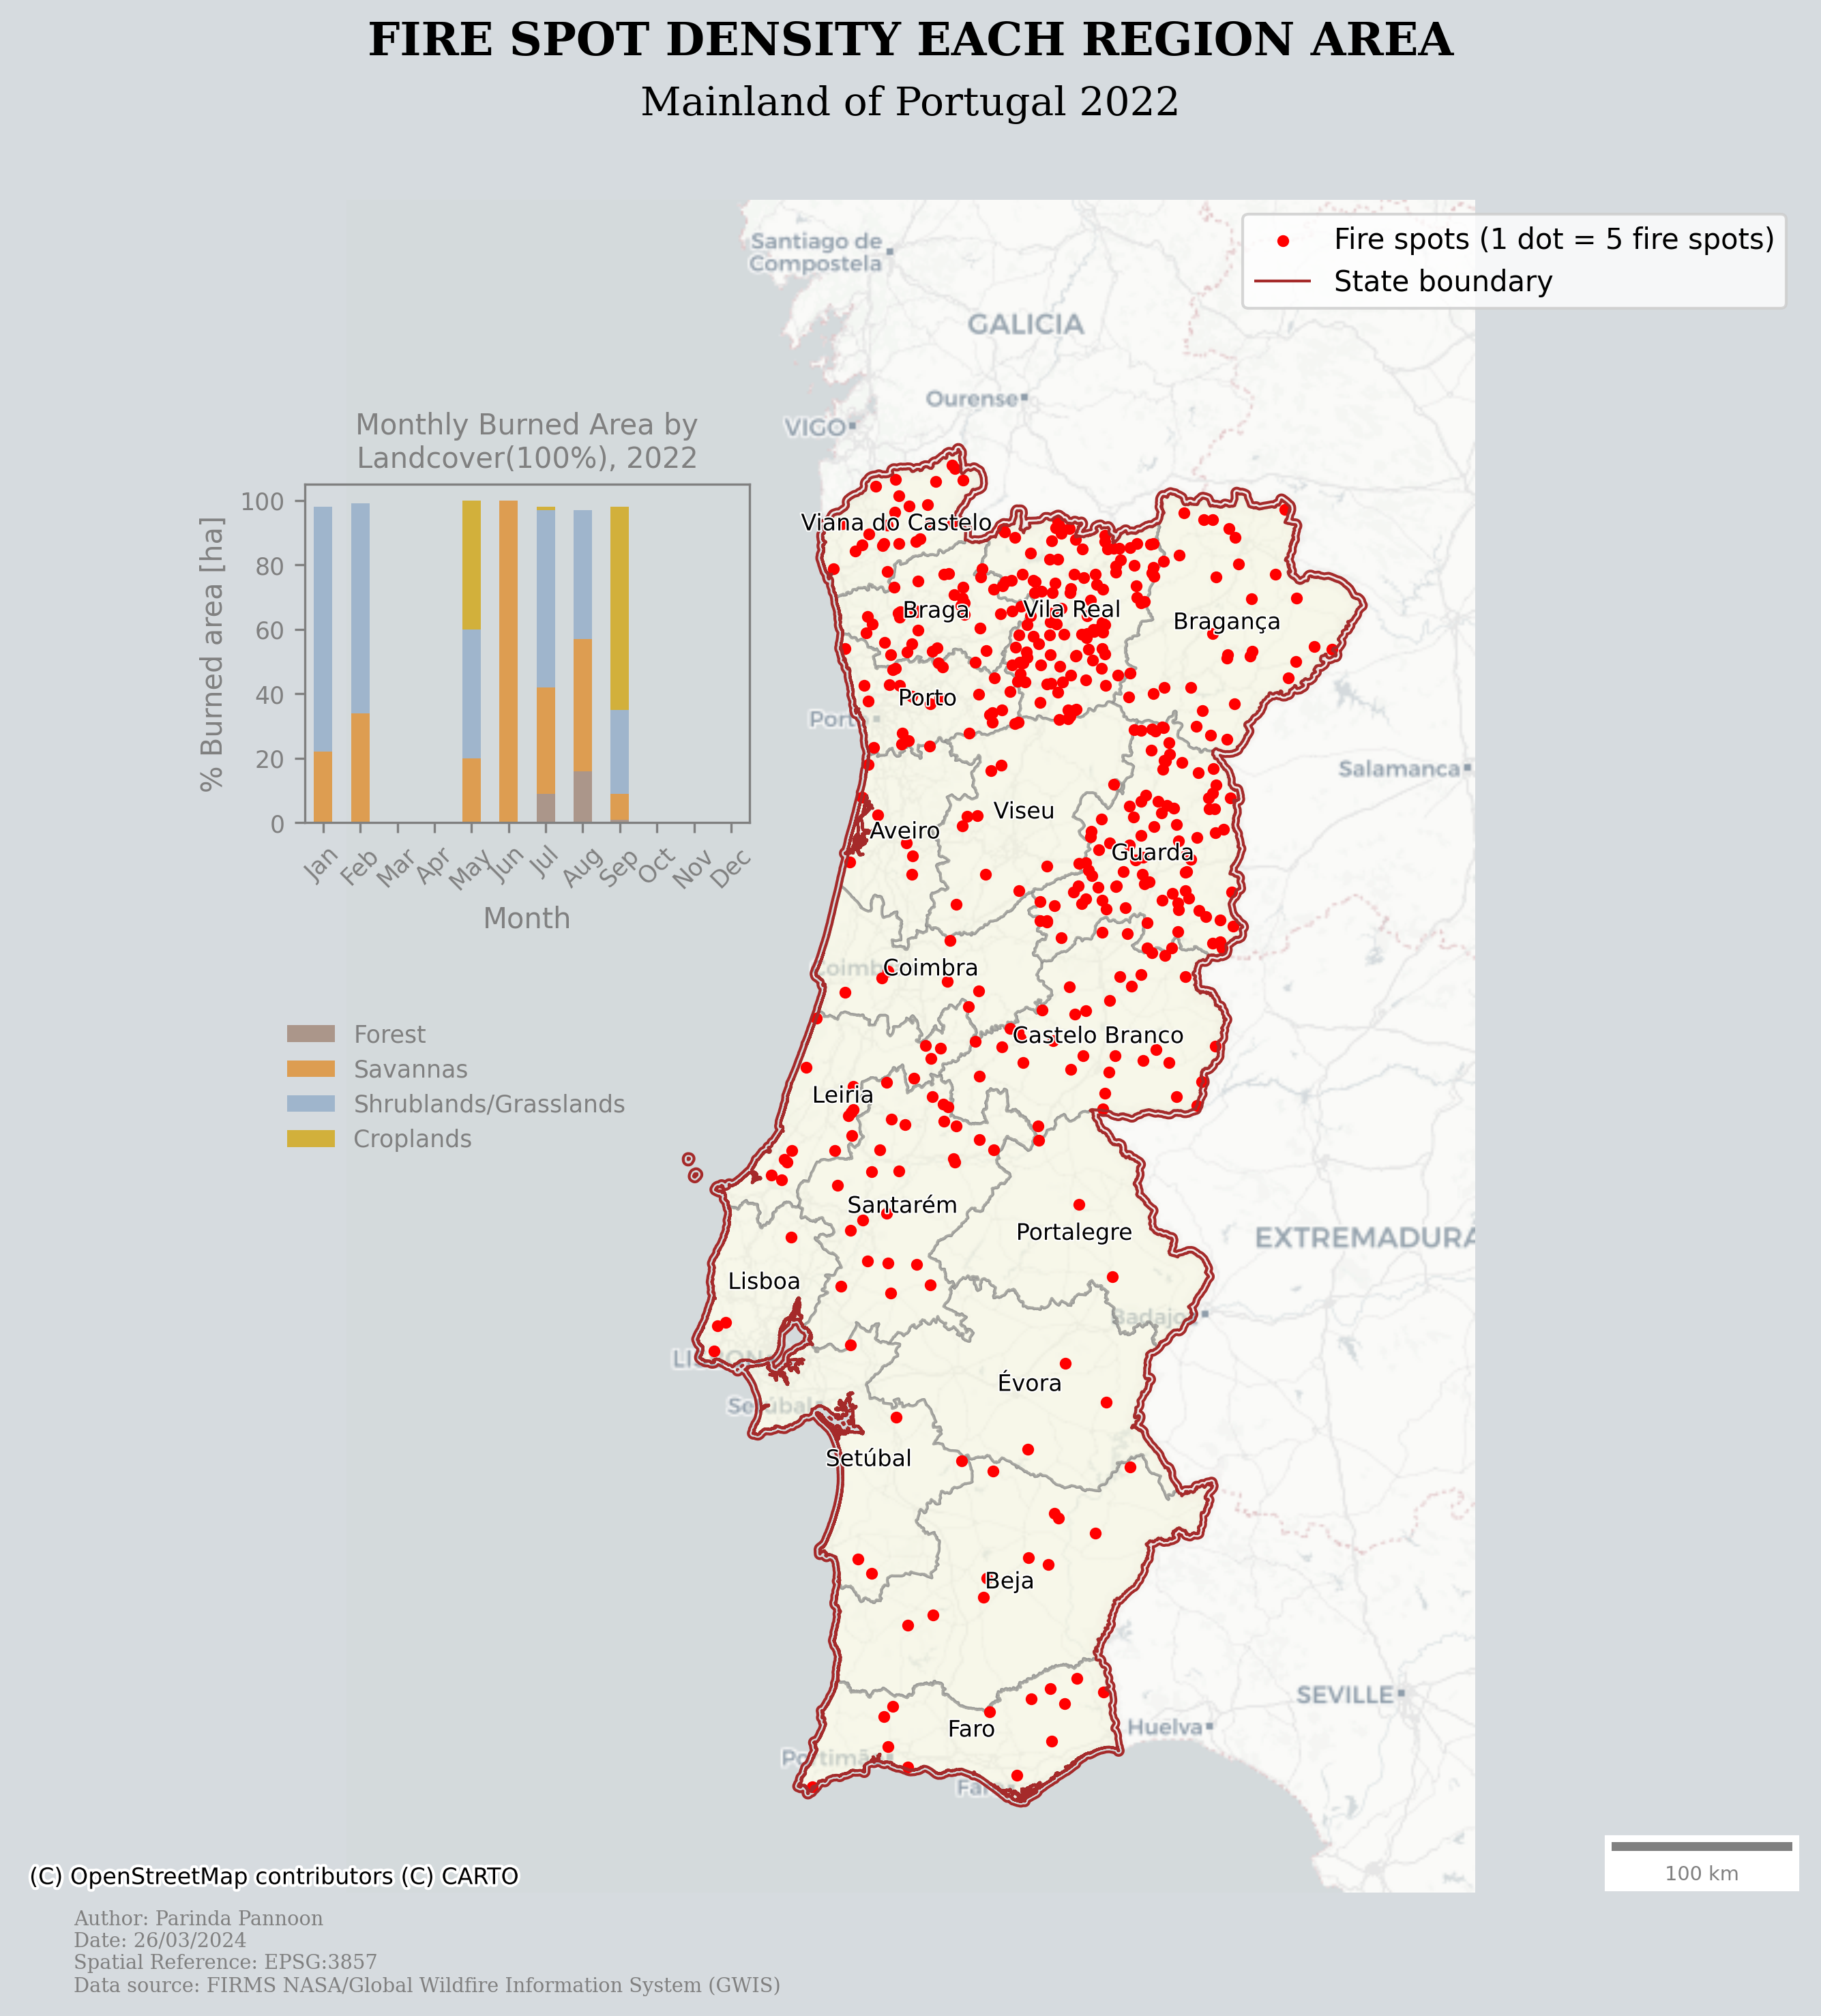 FIRE SPOT DENSITY EACH REGION AREA
Mainland of Portugal 2022
Fire spots (1 dot = 5 fire spots)
State boundary
Santiago de
Compostela
GALICIA
Ourense
VIGO
Monthly Burned Area by
Landcover(100%), 2022
% Burned area [ha]
100
80
60
40
20
0
Jan
Feb
Mar
Apr
May
Jun
Jul
Aug
Sep
Oct
Nov
Dec
Month
Forest
Savannas
Shrublands/Grasslands
Croplands
Viana do Castelo
Braga
Vila Real
Bragança
Porto
Porto
Salamanca
Viseu
Aveiro
Guarda
Coimbra
Castelo Branco
Leiria
Santarém
Portalegre
EXTREMADURA
Lisboa
Badajoz
Évora
Setúbal
Setúbal
Beja
SEVILLE
Faro
Huelva
Portimão
Faro
100 km
(C) OpenStreetMap contributors (C) CARTO
Author: Parinda Pannoon
Date: 26/03/2024
Spatial Reference: EPSG:3857
Data source: FIRMS NASA/Global Wildfire Information System (GWIS)